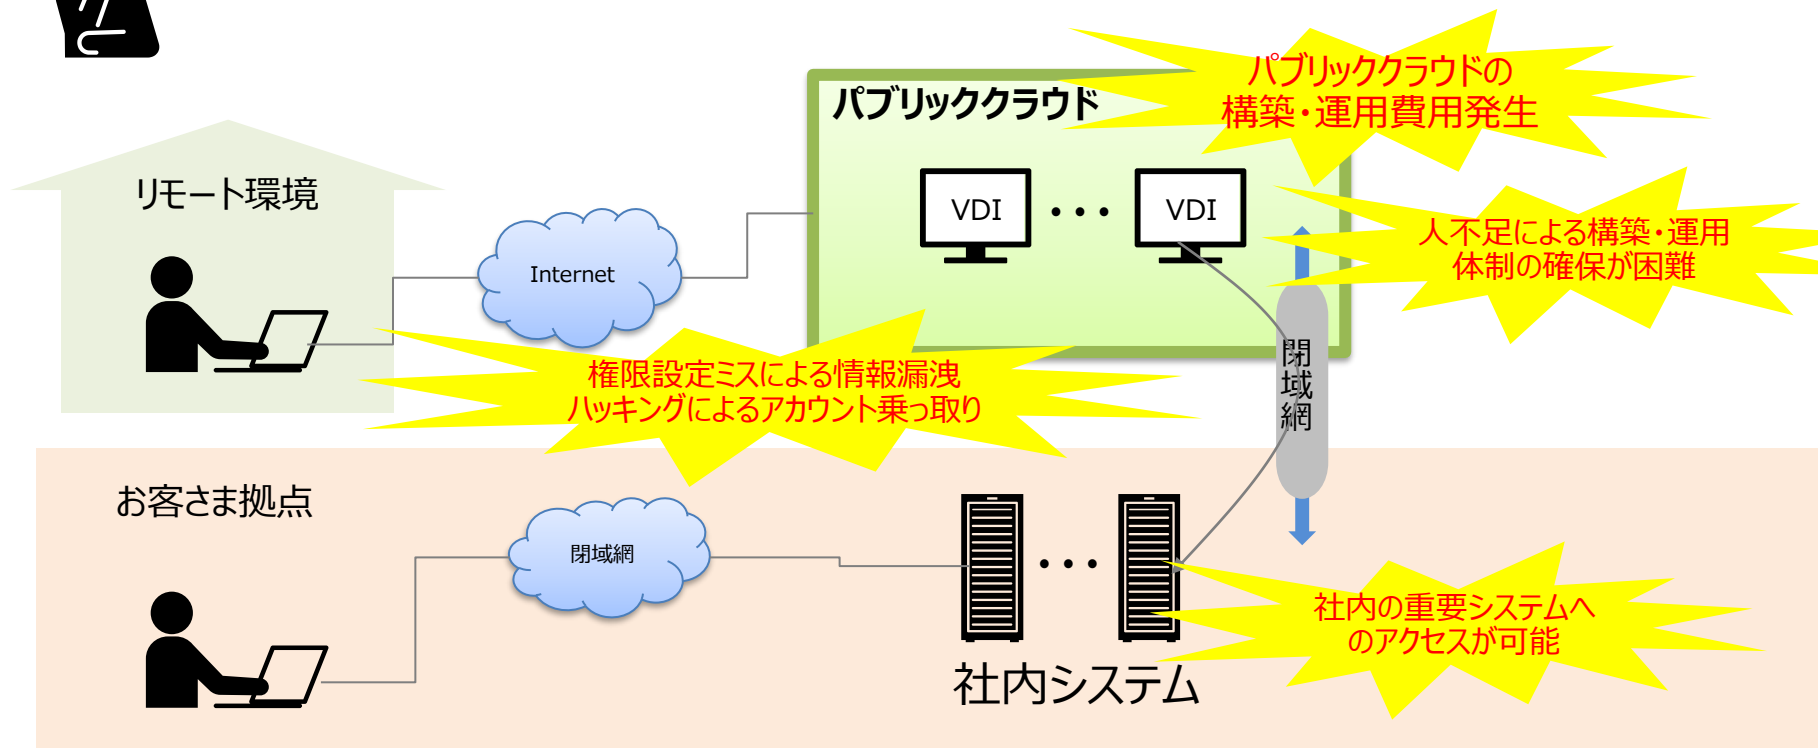 パブリッククラウドの
構築・運用費用発生
パブリッククラウド
リモート環境
VDI
・・・
VDI
人不足による構築・運用
体制の確保が困難
Internet
閉域網
権限設定ミスによる情報漏洩
ハッキングによるアカウント乗っ取り
お客さま拠点
閉域網
・・・
社内の重要システムへ
のアクセスが可能
社内システム